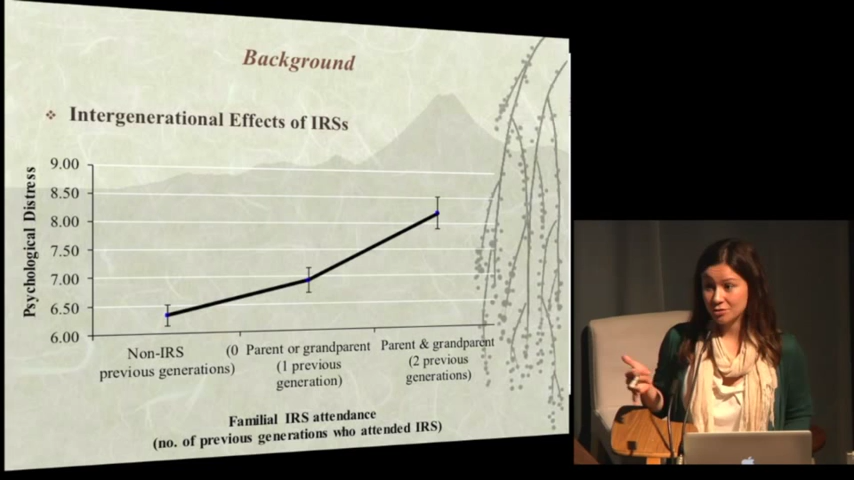 Background
Intergenerational Effects of IRSs
Psychological Distress
9.00
8.50
8.00
7.50
7.00
6.50
6.00
Non-IRS (0
previous generations)
Parent or grandparent
(1 previous
generation)
Parent & grandparent
(2 previous
generations)
Familial IRS attendance
(no. of previous generations who attended IRS)